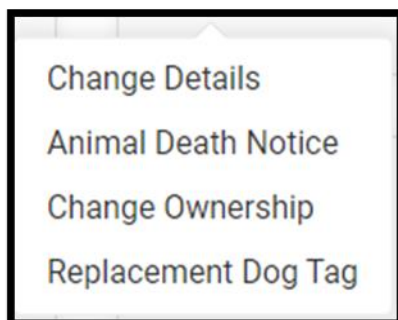 Change Details
Animal Death Notice
Change Ownership
Replacement Dog Tag